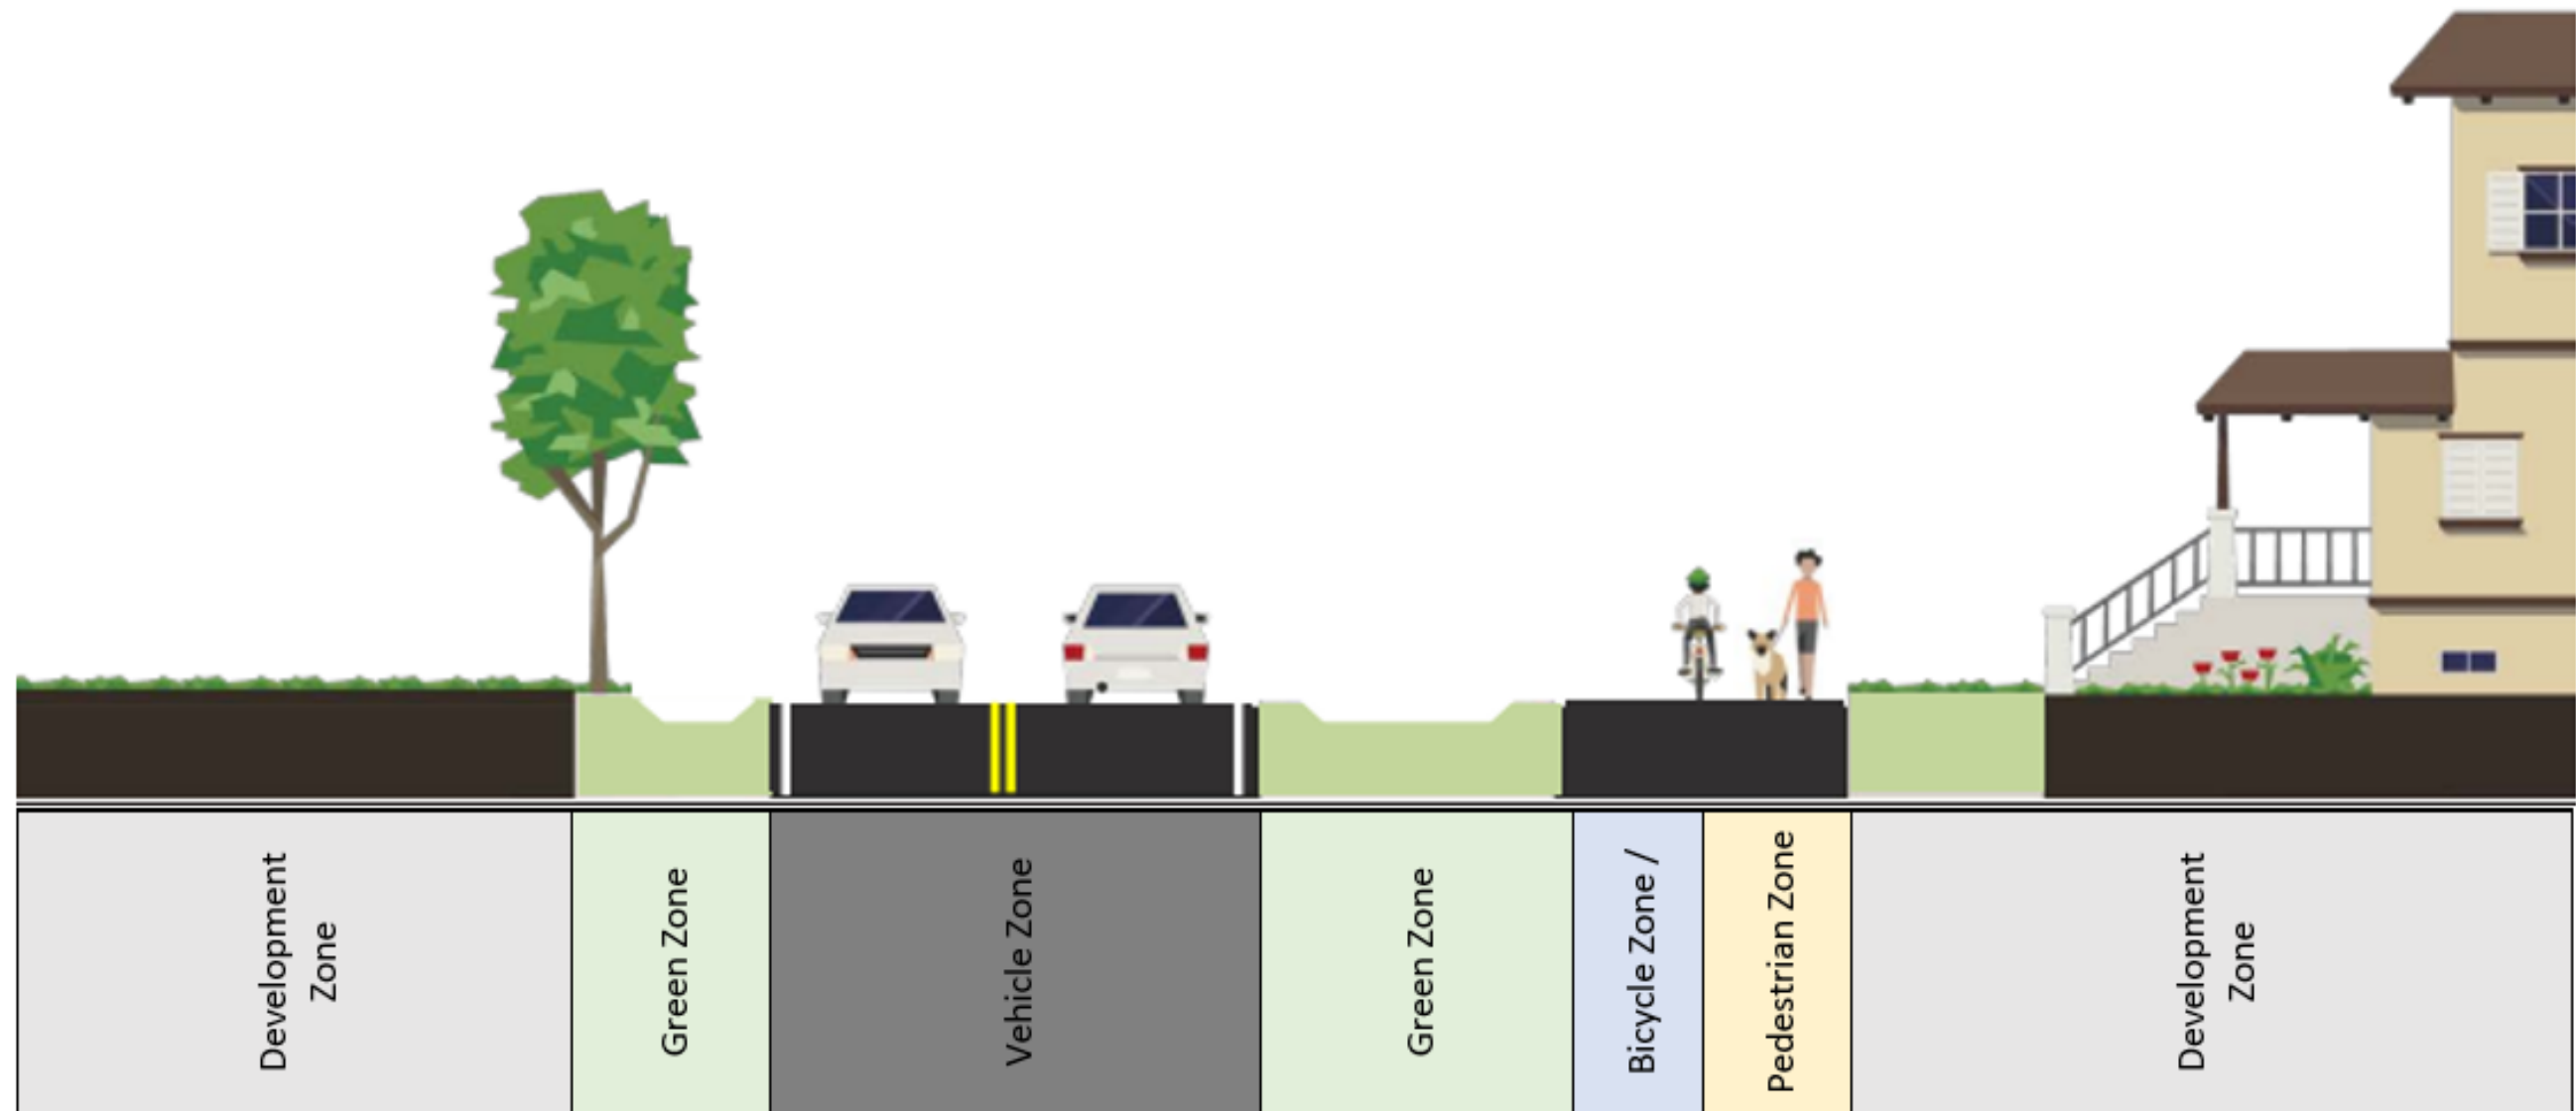 Development
Zone
Green Zone
Vehicle Zone
Green Zone
Bicycle Zone /
Pedestrian Zone
Development
Zone